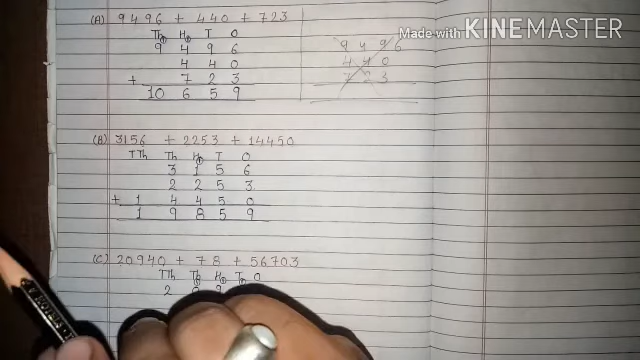 Made with KINEMASTER
(A) 9496 + 440 + 723
Th H T O
9 4 9 6
4 4 0
+ 7 2 3
10 6 5 9
9 4 9 6
4 4 0
7 2 3
(B) 3156 + 2253 + 14450
TTh Th H T O
3 1 5 6
2 2 5 3
+ 1 4 4 5 0
1 9 8 5 9
(C) 20940 + 78 + 56703
TTh Th H T O
2